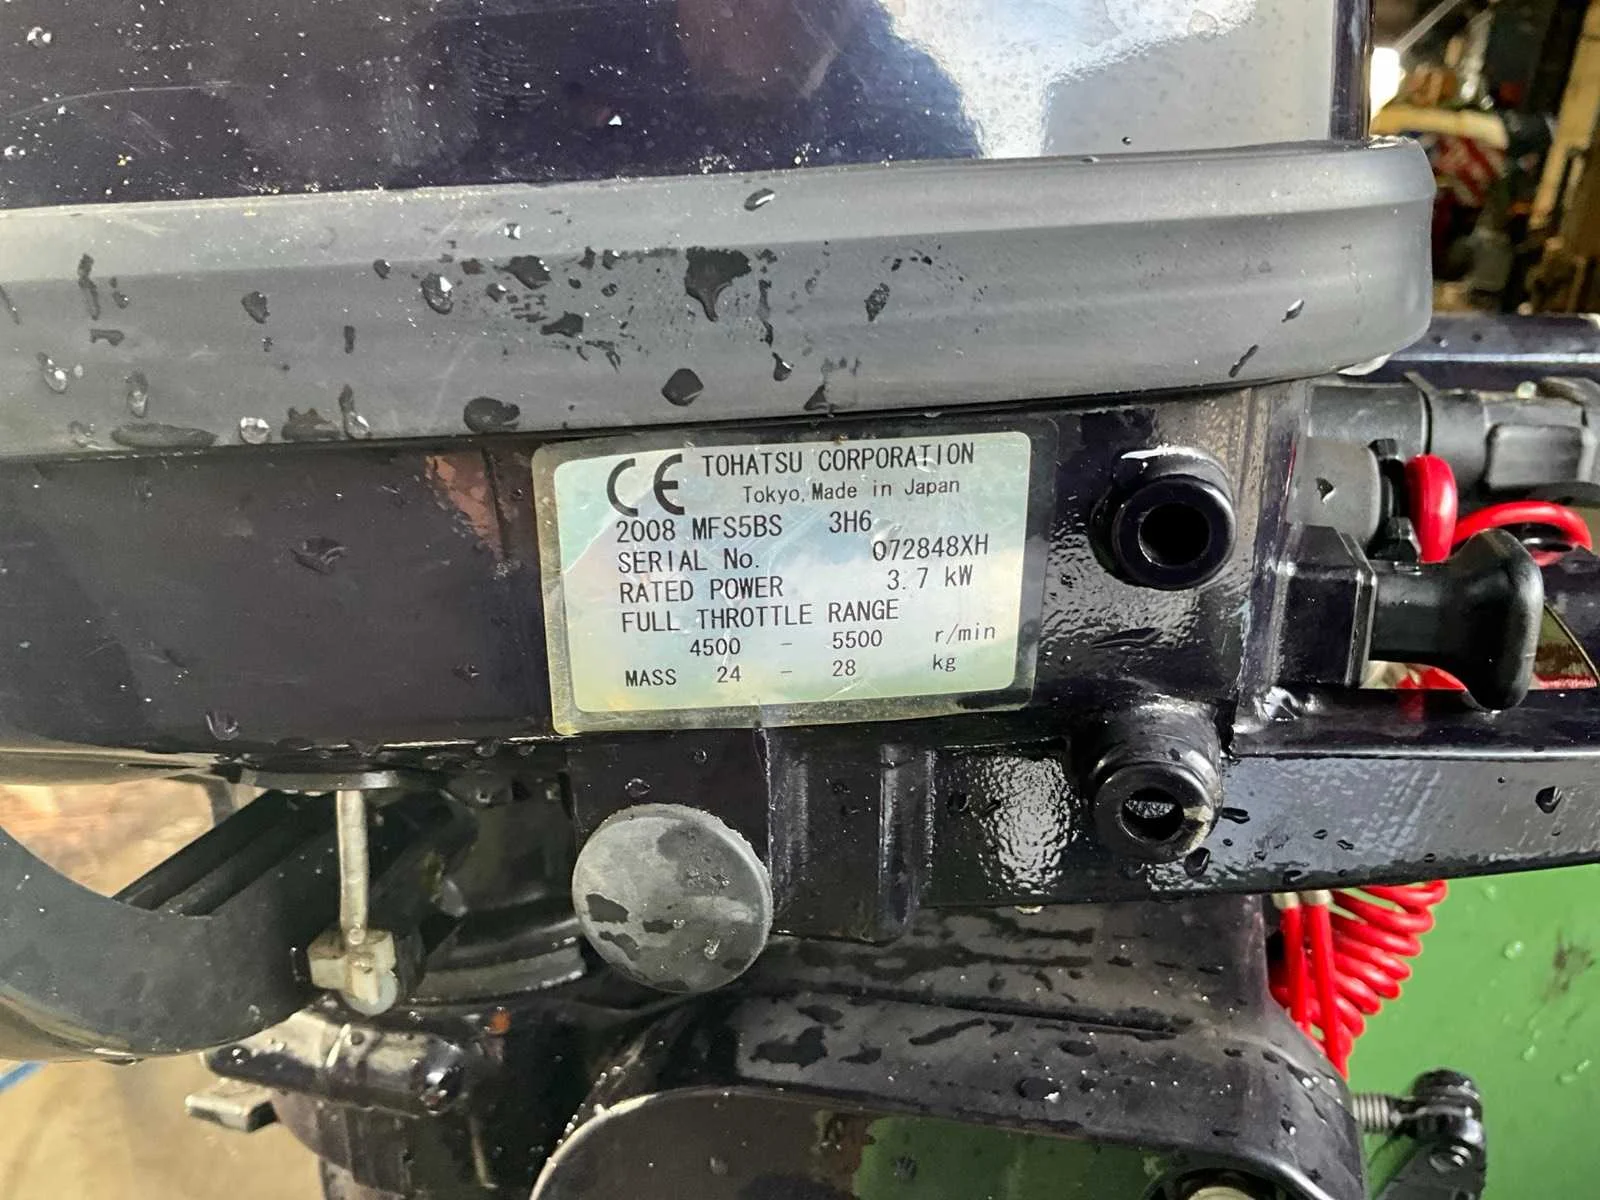 CE TOHATSU CORPORATION
Tokyo, Made in Japan
2008 MFS5BS 3H6
SERIAL No. 072848XH
RATED POWER 3.7 kW
FULL THROTTLE RANGE
4500 - 5500 r/min
MASS 24 - 28 kg